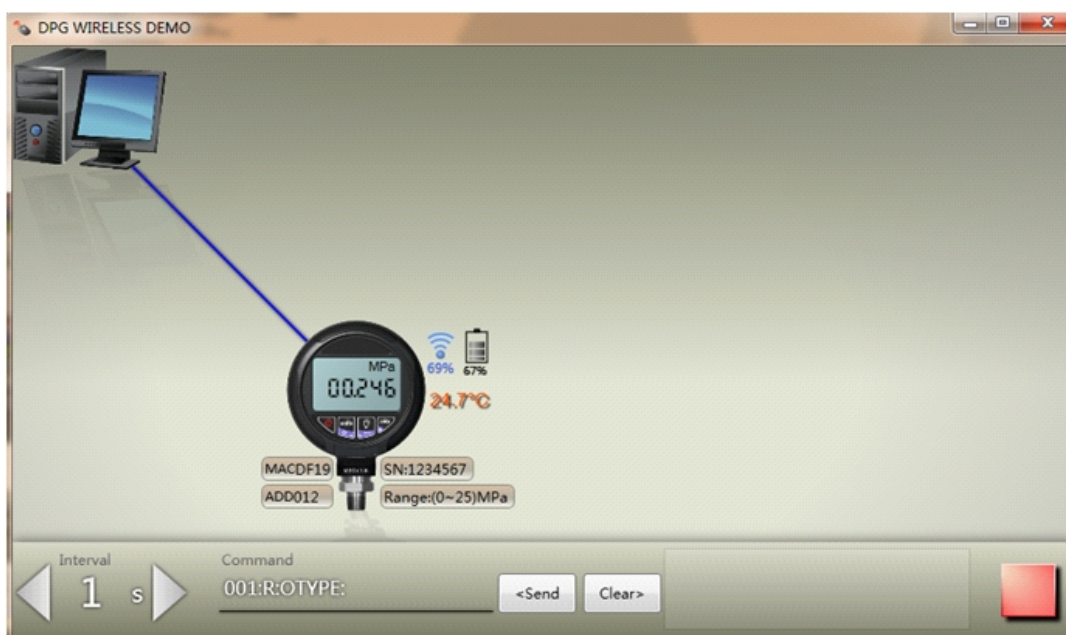 DPG WIRELESS DEMO
MPa
00.246
69%
67%
24.7°C
MACDF19
SN:1234567
ADD012
Range:(0~25)MPa
Interval
Command
1 s
001:R:OTYPE:
<Send
Clear>